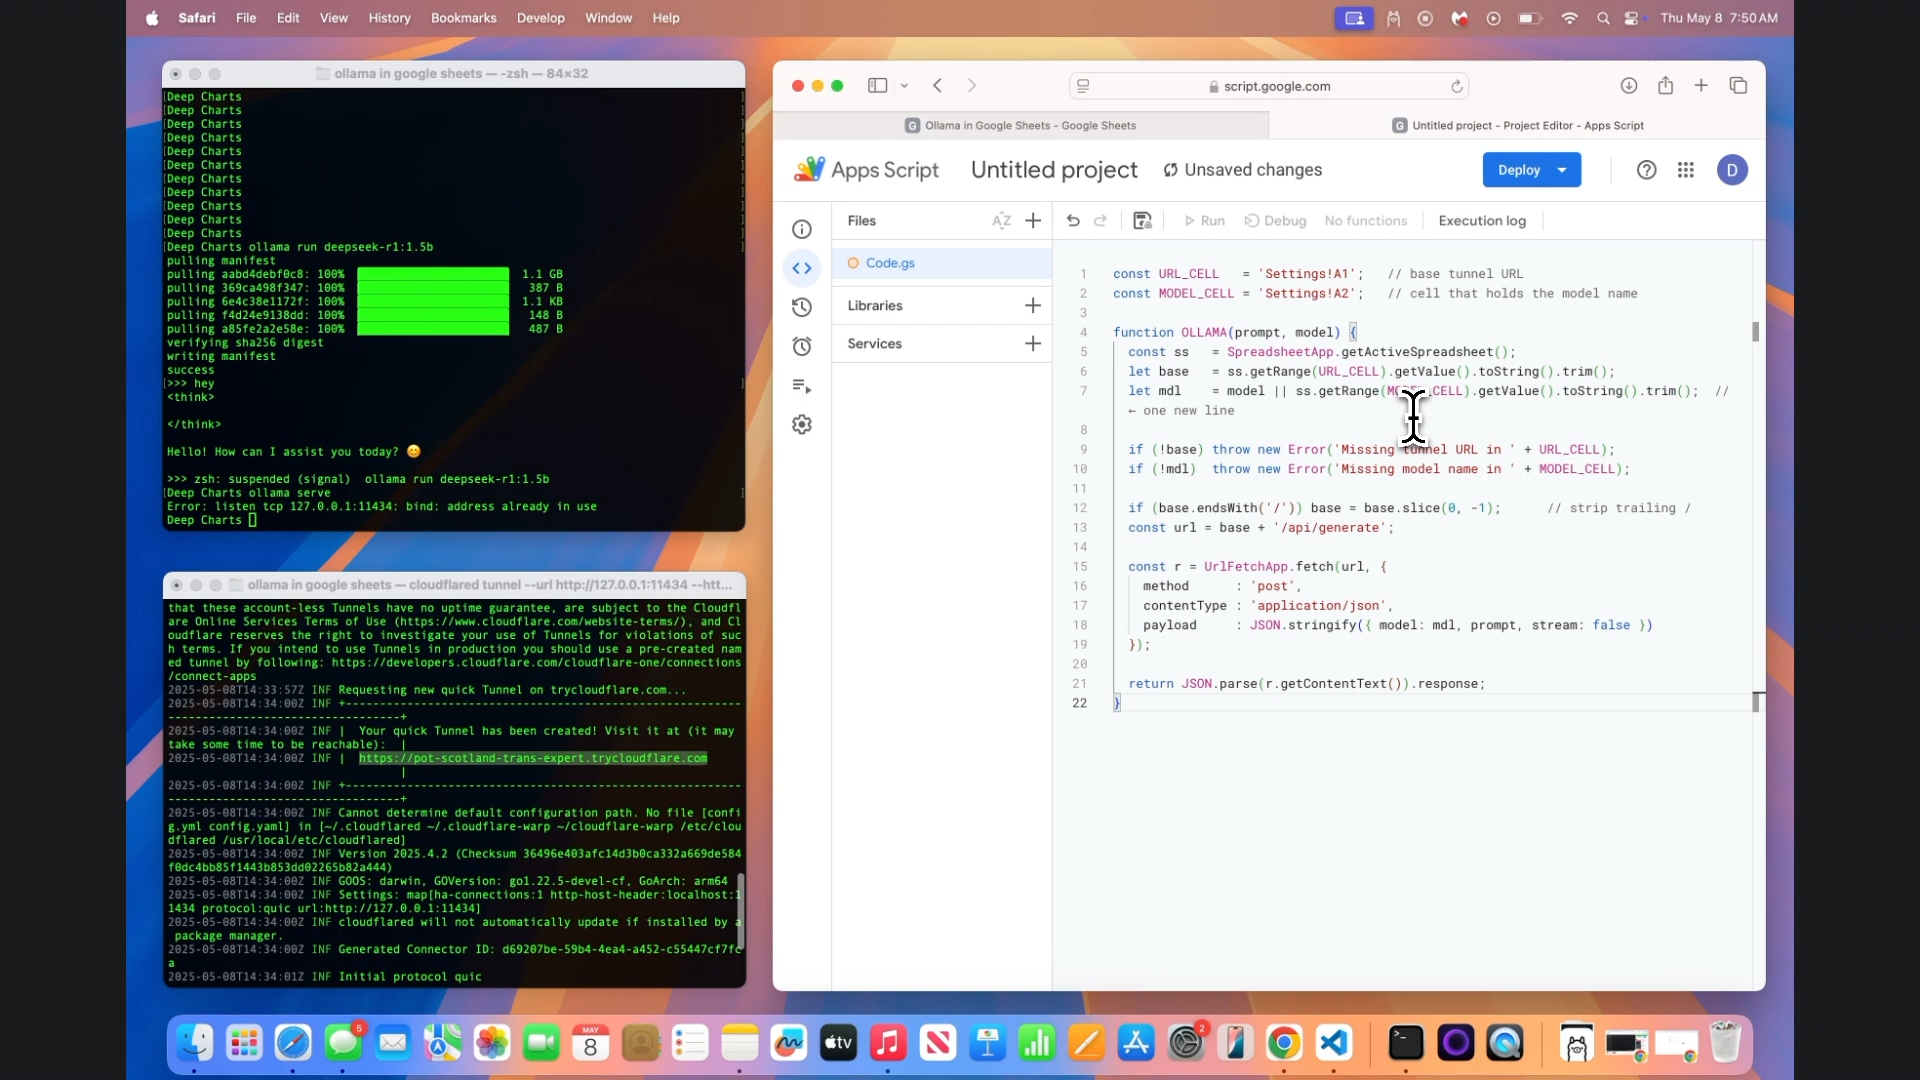 Safari File Edit View History Bookmarks Develop Window Help
Thu May 8 7:50 AM
ollama in google sheets — -zsh — 84×32
[Deep Charts ]
[Deep Charts ]
[Deep Charts ]
[Deep Charts ]
[Deep Charts ]
[Deep Charts ]
[Deep Charts ]
[Deep Charts ]
[Deep Charts ]
[Deep Charts ]
[Deep Charts ]
[Deep Charts ollama run deepseek-r1:1.5b ]
pulling manifest
pulling aabd4debf0c8: 100% 1.1 GB
pulling 369ca498f347: 100% 387 B
pulling 6e4c38e1172f: 100% 1.1 KB
pulling f4d24e9138dd: 100% 148 B
pulling a85fe2a2e58e: 100% 487 B
verifying sha256 digest
writing manifest
success
[>>> hey ]
<think>
</think>
Hello! How can I assist you today? 😊
>>> zsh: suspended (signal)  ollama run deepseek-r1:1.5b
[Deep Charts ollama serve ]
Error: listen tcp 127.0.0.1:11434: bind: address already in use
Deep Charts
ollama in google sheets — cloudflared tunnel --url http://127.0.0.1:11434 --htt...
that these account-less Tunnels have no uptime guarantee, are subject to the Cloudfl
are Online Services Terms of Use (https://www.cloudflare.com/website-terms/), and Cl
oudflare reserves the right to investigate your use of Tunnels for violations of suc
h terms. If you intend to use Tunnels in production you should use a pre-created nam
ed tunnel by following: https://developers.cloudflare.com/cloudflare-one/connections
/connect-apps
2025-05-08T14:33:57Z INF Requesting new quick Tunnel on trycloudflare.com...
2025-05-08T14:34:00Z INF +----------------------------------------------------
-------------------------------+
2025-05-08T14:34:00Z INF |  Your quick Tunnel has been created! Visit it at (it may
take some time to be reachable):  |
2025-05-08T14:34:00Z INF |  https://pot-scotland-trans-expert.trycloudflare.com
|
2025-05-08T14:34:00Z INF +----------------------------------------------------
-------------------------------+
2025-05-08T14:34:00Z INF Cannot determine default configuration path. No file [confi
g.yml config.yaml] in [~/.cloudflared ~/.cloudflare-warp ~/cloudflare-warp /etc/clou
dflared /usr/local/etc/cloudflared]
2025-05-08T14:34:00Z INF Version 2025.4.2 (Checksum 36496e403afc14d3b0ca332a669de584
f0dc4bb85f1443b853dd02265b82a444)
2025-05-08T14:34:00Z INF GOOS: darwin, GOVersion: go1.22.5-devel-cf, GoArch: arm64
2025-05-08T14:34:00Z INF Settings: map[ha-connections:1 http-host-header:localhost:1
1434 protocol:quic url:http://127.0.0.1:11434]
2025-05-08T14:34:00Z INF cloudflared will not automatically update if installed by a
package manager.
2025-05-08T14:34:00Z INF Generated Connector ID: d69207be-59b4-4ea4-a452-c55447cf7fc
a
2025-05-08T14:34:01Z INF Initial protocol quic
script.google.com
Ollama in Google Sheets - Google Sheets
Untitled project - Project Editor - Apps Script
Apps Script Untitled project Unsaved changes Deploy D
Files AZ
Run Debug No functions Execution log
Code.gs
Libraries
Services
1 const URL_CELL   = 'Settings!A1';   // base tunnel URL
2 const MODEL_CELL = 'Settings!A2';   // cell that holds the model name
3
4 function OLLAMA(prompt, model) {
5   const ss   = SpreadsheetApp.getActiveSpreadsheet();
6   let base   = ss.getRange(URL_CELL).getValue().toString().trim();
7   let mdl    = model || ss.getRange(MODEL_CELL).getValue().toString().trim();  //
← one new line
8
9   if (!base) throw new Error('Missing tunnel URL in ' + URL_CELL);
10   if (!mdl)  throw new Error('Missing model name in ' + MODEL_CELL);
11
12   if (base.endsWith('/')) base = base.slice(0, -1);      // strip trailing /
13   const url = base + '/api/generate';
14
15   const r = UrlFetchApp.fetch(url, {
16     method      : 'post',
17     contentType : 'application/json',
18     payload     : JSON.stringify({ model: mdl, prompt, stream: false })
19   });
20
21   return JSON.parse(r.getContentText()).response;
22 }
6
MAY
8
tv
2